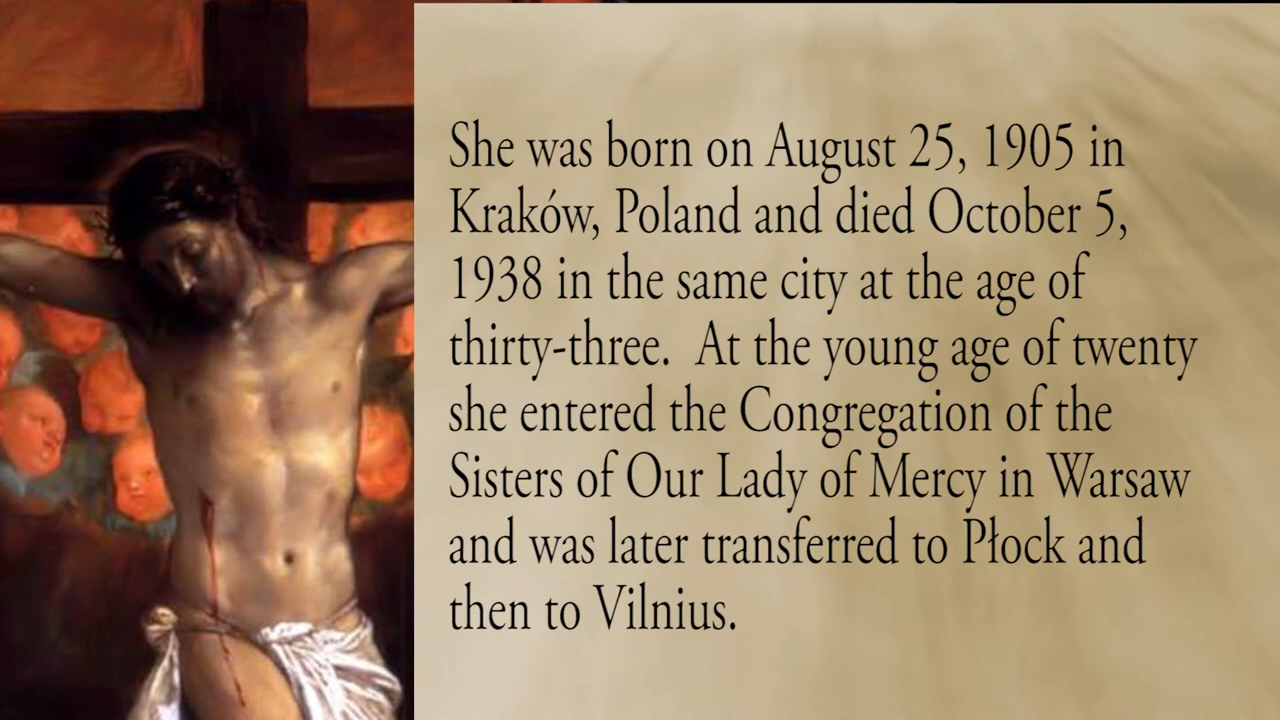 She was born on August 25, 1905 in
Kraków, Poland and died October 5,
1938 in the same city at the age of
thirty-three.  At the young age of twenty
she entered the Congregation of the
Sisters of Our Lady of Mercy in Warsaw
and was later transferred to Płock and
then to Vilnius.